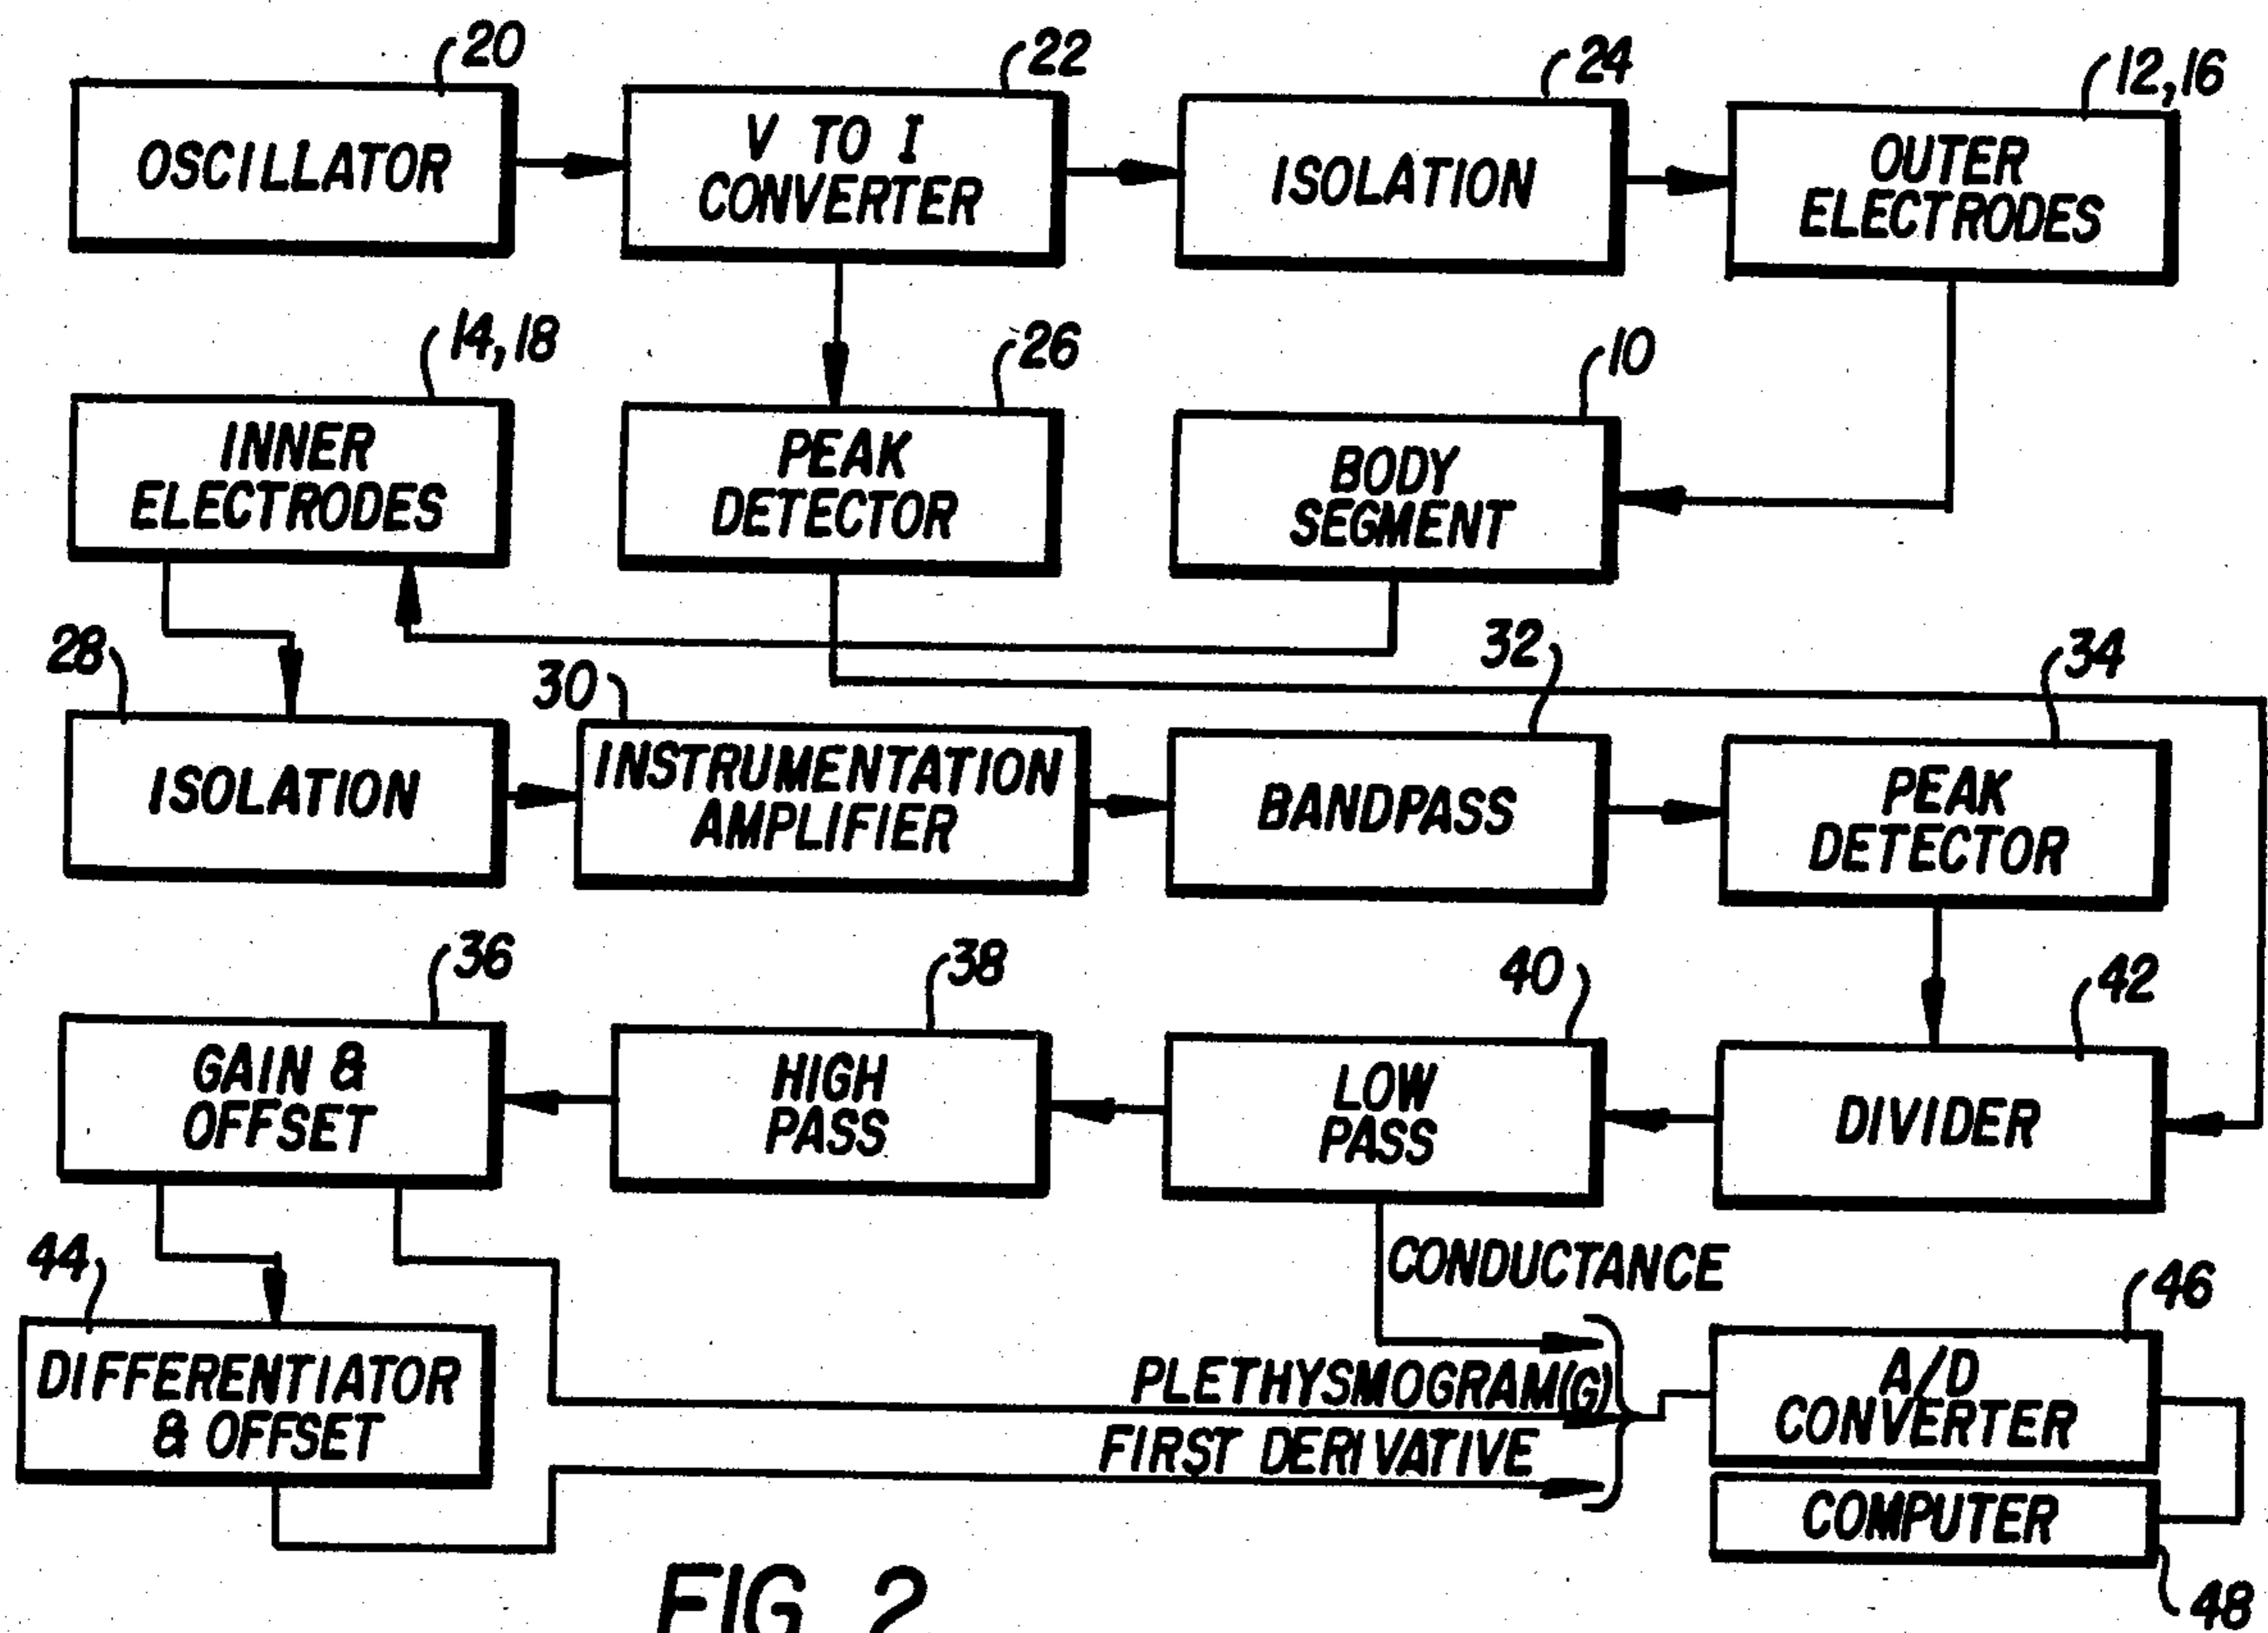 20
22
24
12,16
OSCILLATOR
V TO I
CONVERTER
ISOLATION
OUTER
ELECTRODES
14,18
26
10
INNER
ELECTRODES
PEAK
DETECTOR
BODY
SEGMENT
28
30
32
34
ISOLATION
INSTRUMENTATION
AMPLIFIER
BANDPASS
PEAK
DETECTOR
36
38
40
42
GAIN &
OFFSET
HIGH
PASS
LOW
PASS
DIVIDER
44
CONDUCTANCE
46
DIFFERENTIATOR
& OFFSET
PLETHYSMOGRAM(G)
FIRST DERIVATIVE
A/D
CONVERTER
COMPUTER
48
FIG. 2